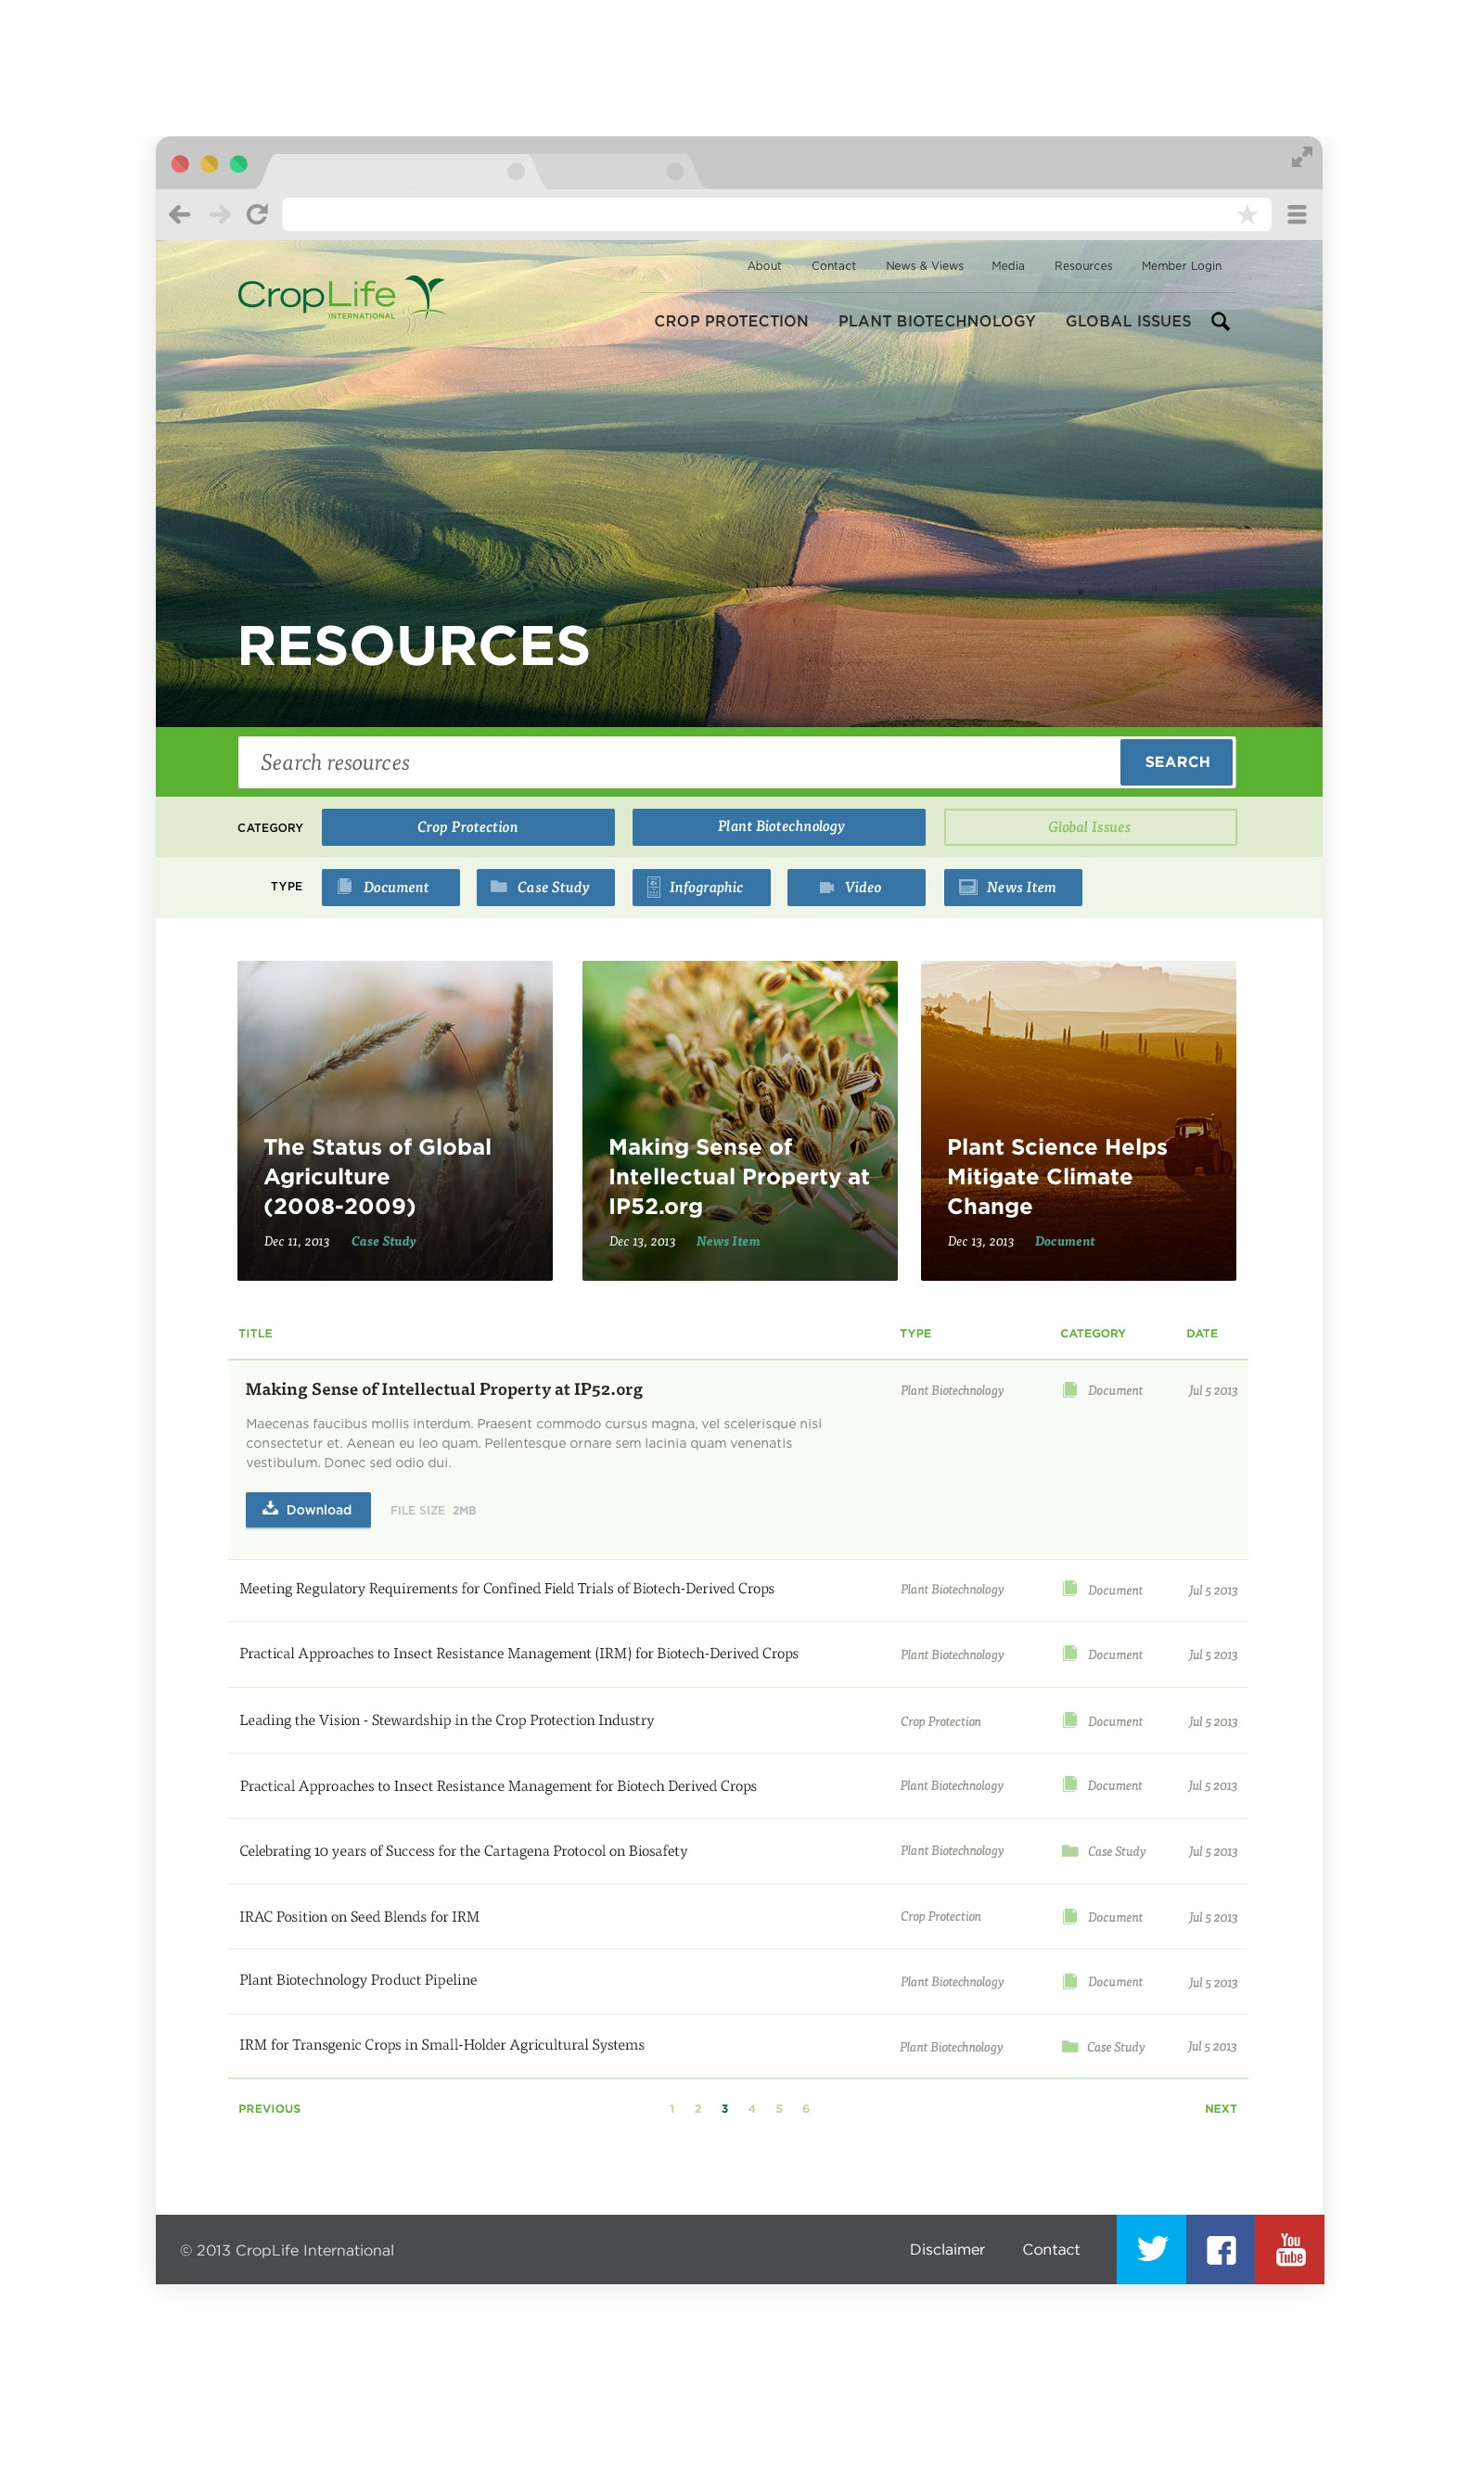 CropLife
INTERNATIONAL
About Contact News & Views Media Resources Member Login
CROP PROTECTION PLANT BIOTECHNOLOGY GLOBAL ISSUES
RESOURCES
Search resources SEARCH
CATEGORY Crop Protection Plant Biotechnology Global Issues
TYPE Document Case Study Infographic Video News Item
The Status of Global
Agriculture
(2008-2009)
Dec 11, 2013 Case Study
Making Sense of
Intellectual Property at
IP52.org
Dec 13, 2013 News Item
Plant Science Helps
Mitigate Climate
Change
Dec 13, 2013 Document
TITLE TYPE CATEGORY DATE
Making Sense of Intellectual Property at IP52.org Plant Biotechnology Document Jul 5 2013
Maecenas faucibus mollis interdum. Praesent commodo cursus magna, vel scelerisque nisl
consectetur et. Aenean eu leo quam. Pellentesque ornare sem lacinia quam venenatis
vestibulum. Donec sed odio dui.
Download FILE SIZE 2MB
Meeting Regulatory Requirements for Confined Field Trials of Biotech-Derived Crops Plant Biotechnology Document Jul 5 2013
Practical Approaches to Insect Resistance Management (IRM) for Biotech-Derived Crops Plant Biotechnology Document Jul 5 2013
Leading the Vision - Stewardship in the Crop Protection Industry Crop Protection Document Jul 5 2013
Practical Approaches to Insect Resistance Management for Biotech Derived Crops Plant Biotechnology Document Jul 5 2013
Celebrating 10 years of Success for the Cartagena Protocol on Biosafety Plant Biotechnology Case Study Jul 5 2013
IRAC Position on Seed Blends for IRM Crop Protection Document Jul 5 2013
Plant Biotechnology Product Pipeline Plant Biotechnology Document Jul 5 2013
IRM for Transgenic Crops in Small-Holder Agricultural Systems Plant Biotechnology Case Study Jul 5 2013
PREVIOUS 1 2 3 4 5 6 NEXT
© 2013 CropLife International Disclaimer Contact You
Tube